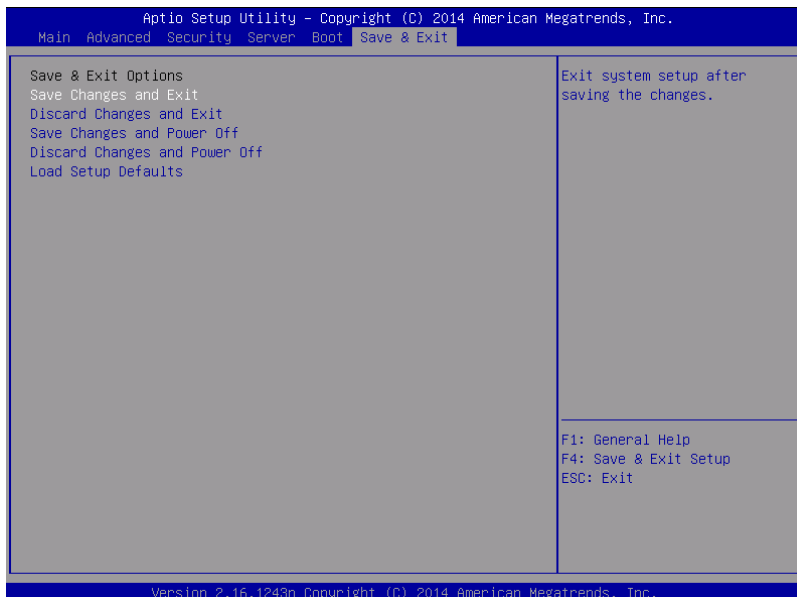 Aptio Setup Utility – Copyright (C) 2014 American Megatrends, Inc.
Main Advanced Security Server Boot Save & Exit
Save & Exit Options
Save Changes and Exit
Discard Changes and Exit
Save Changes and Power Off
Discard Changes and Power Off
Load Setup Defaults
Exit system setup after
saving the changes.
F1: General Help
F4: Save & Exit Setup
ESC: Exit
Version 2.16.1243n Copyright (C) 2014 American Megatrends, Inc.